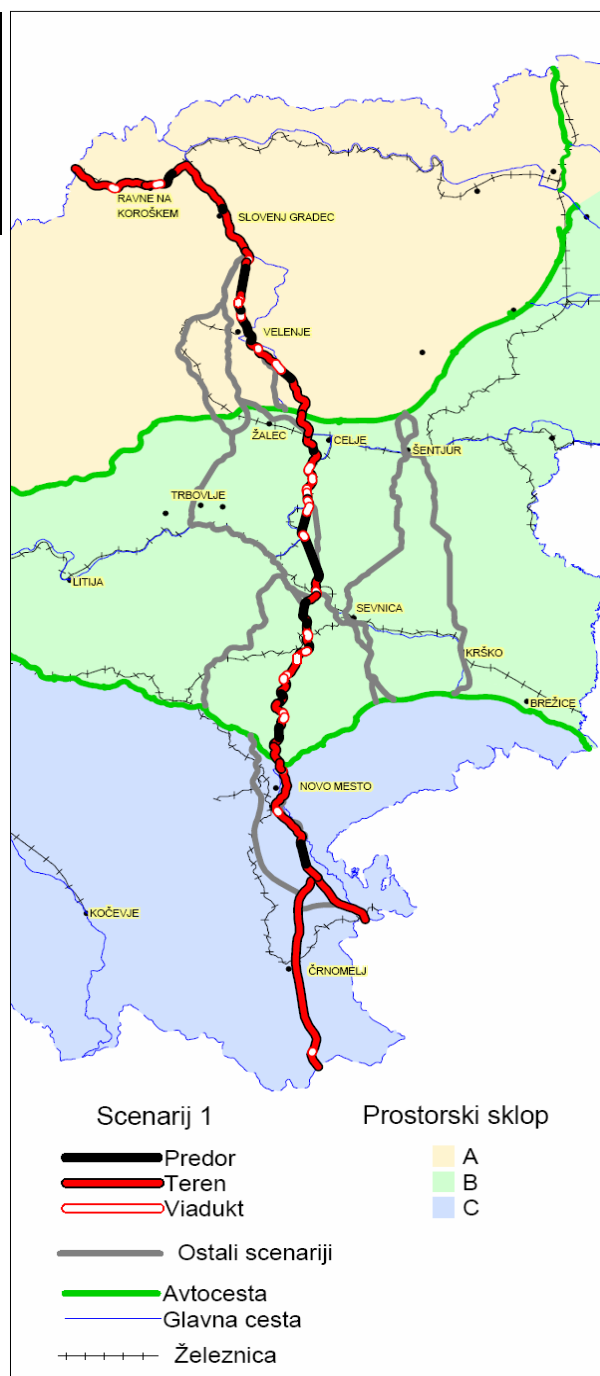 RAVNE NA
KOROŠKEM
SLOVENJ GRADEC
VELENJE
ŽALEC
CELJE
ŠENTJUR
TRBOVLJE
LITIJA
SEVNICA
KRŠKO
BREŽICE
NOVO MESTO
KOČEVJE
ČRNOMELJ
Scenarij 1
Predor
Teren
Viadukt
Ostali scenariji
Avtocesta
Glavna cesta
Železnica
Prostorski sklop
A
B
C